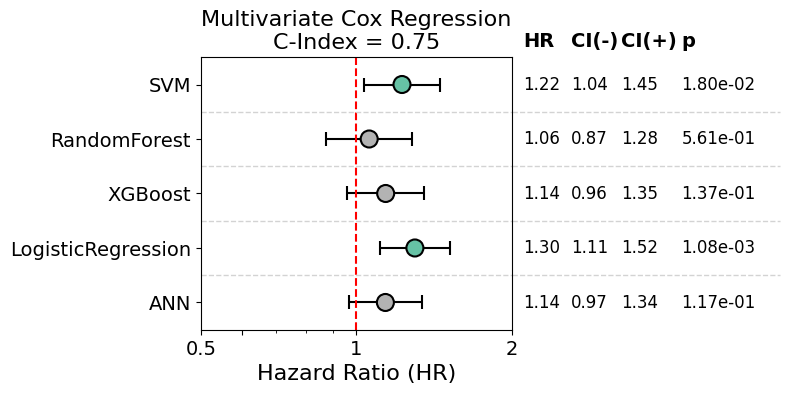 Multivariate Cox Regression
C-Index = 0.75
HR CI(-) CI(+) p
SVM 1.22 1.04 1.45 1.80e-02
RandomForest 1.06 0.87 1.28 5.61e-01
XGBoost 1.14 0.96 1.35 1.37e-01
LogisticRegression 1.30 1.11 1.52 1.08e-03
ANN 1.14 0.97 1.34 1.17e-01
0.5 1 2
Hazard Ratio (HR)